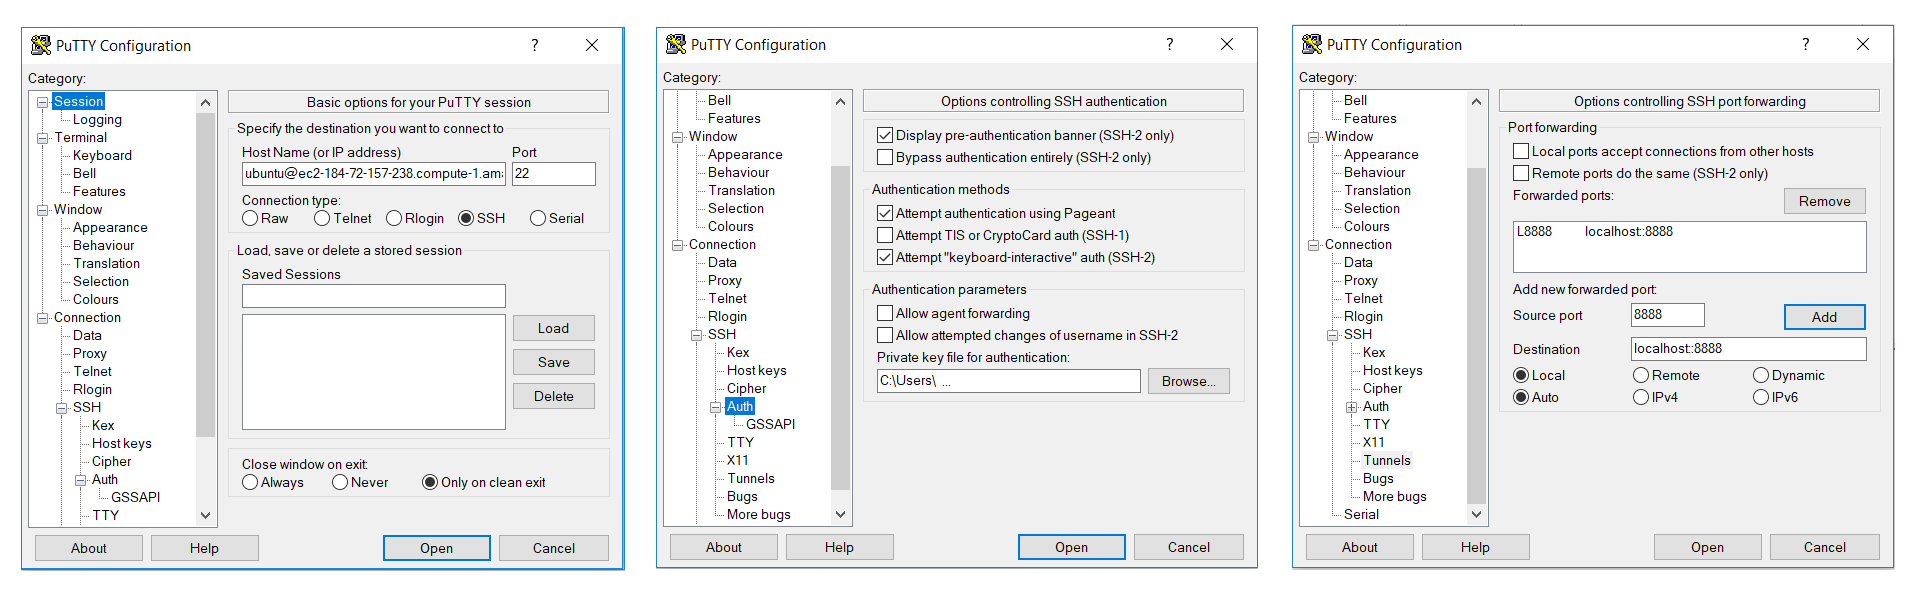 PuTTY Configuration
?
Category:
Session
Logging
Terminal
Keyboard
Bell
Features
Window
Appearance
Behaviour
Translation
Selection
Colours
Connection
Data
Proxy
Telnet
Rlogin
SSH
Kex
Host keys
Cipher
Auth
GSSAPI
TTY
Basic options for your PuTTY session
Specify the destination you want to connect to
Host Name (or IP address) Port
ubuntu@ec2-184-72-157-238.compute-1.ama 22
Connection type:
Raw Telnet Rlogin SSH Serial
Load, save or delete a stored session
Saved Sessions
Load
Save
Delete
Close window on exit:
Always Never Only on clean exit
About Help Open Cancel
PuTTY Configuration
?
Category:
Bell
Features
Window
Appearance
Behaviour
Translation
Selection
Colours
Connection
Data
Proxy
Telnet
Rlogin
SSH
Kex
Host keys
Cipher
Auth
GSSAPI
TTY
X11
Tunnels
Bugs
More bugs
Options controlling SSH authentication
Display pre-authentication banner (SSH-2 only)
Bypass authentication entirely (SSH-2 only)
Authentication methods
Attempt authentication using Pageant
Attempt TIS or CryptoCard auth (SSH-1)
Attempt "keyboard-interactive" auth (SSH-2)
Authentication parameters
Allow agent forwarding
Allow attempted changes of username in SSH-2
Private key file for authentication:
C:\Users\ ... Browse...
About Help Open Cancel
PuTTY Configuration
?
Category:
Bell
Features
Window
Appearance
Behaviour
Translation
Selection
Colours
Connection
Data
Proxy
Telnet
Rlogin
SSH
Kex
Host keys
Cipher
Auth
TTY
X11
Tunnels
Bugs
More bugs
Serial
Options controlling SSH port forwarding
Port forwarding
Local ports accept connections from other hosts
Remote ports do the same (SSH-2 only)
Forwarded ports: Remove
L8888 localhost:8888
Add new forwarded port:
Source port 8888 Add
Destination localhost:8888
Local Remote Dynamic
Auto IPv4 IPv6
About Help Open Cancel